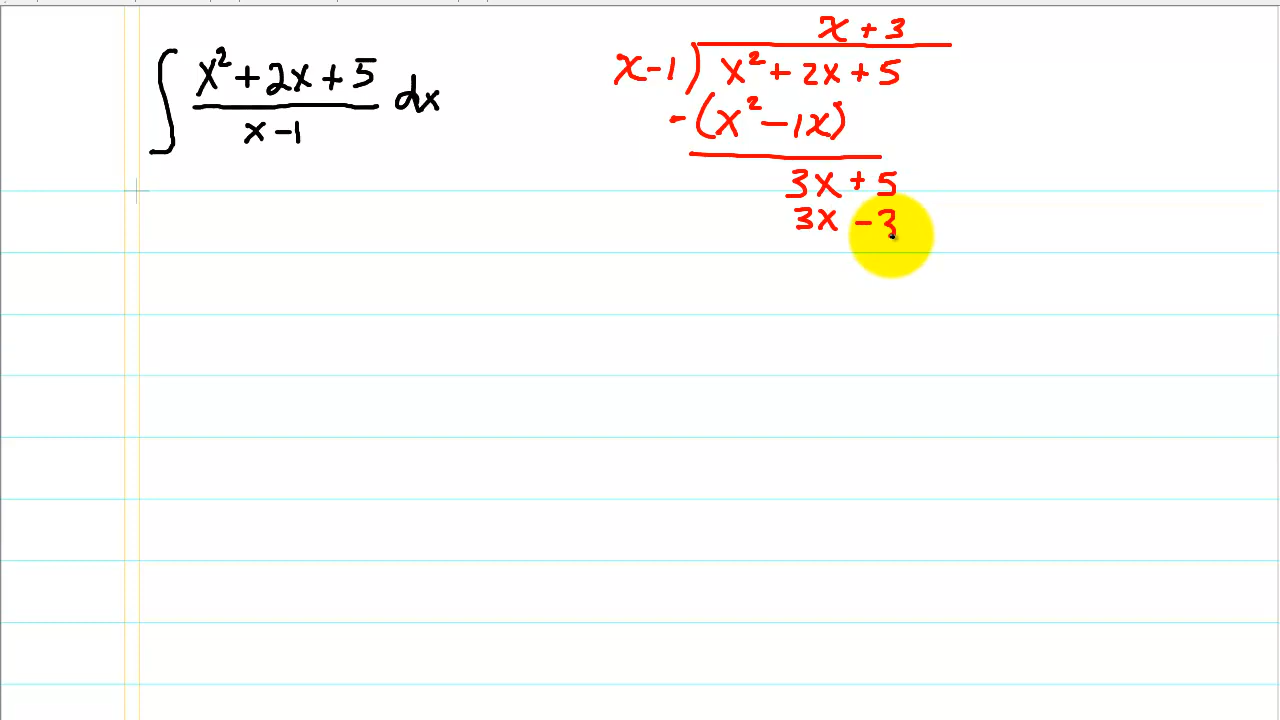 ∫ x² + 2x + 5 / x - 1 dx
x + 3
x - 1 ) x² + 2x + 5
- (x² - 1x)
3x + 5
3x - 3